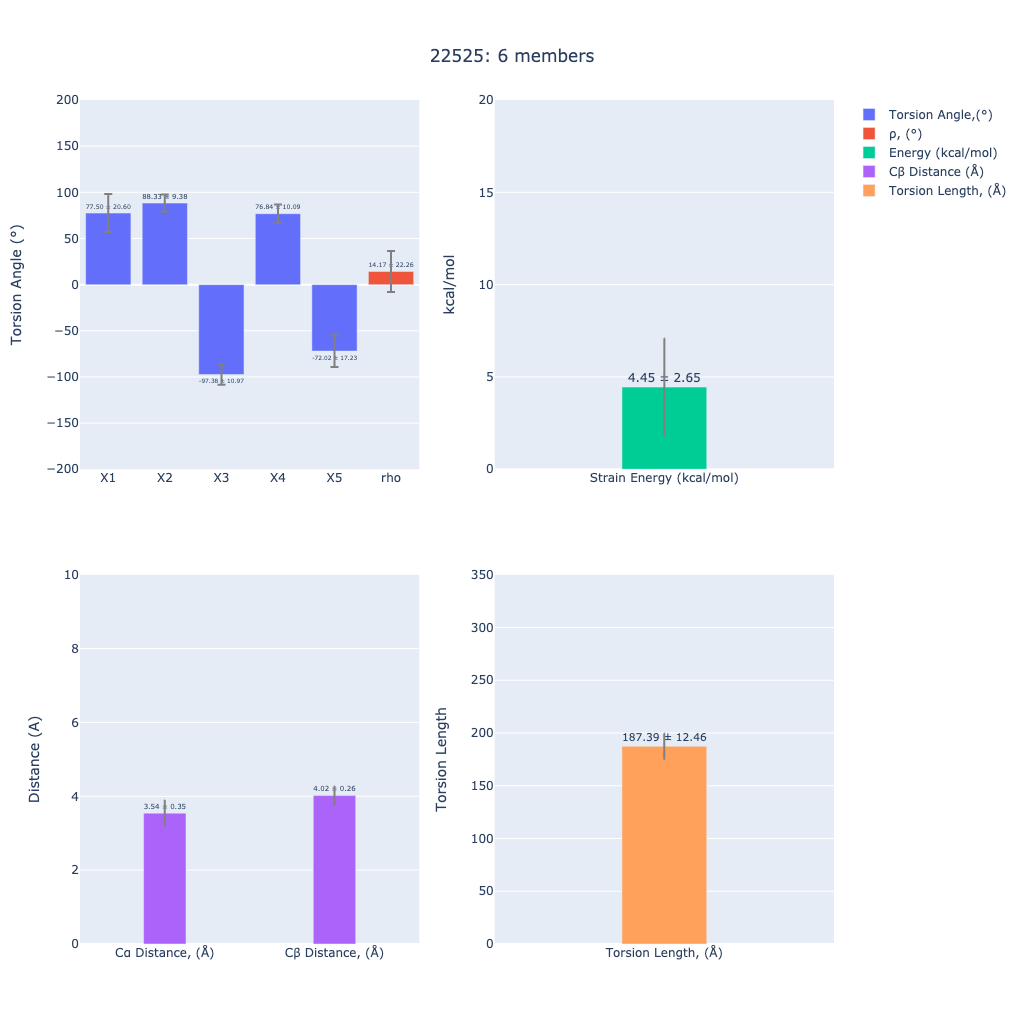 22525: 6 members
Torsion Angle (°)
200
150
100
50
0
−50
−100
−150
−200
77.50 ± 20.60
88.33 ± 9.38
-97.38 ± 10.97
76.84 ± 10.09
-72.02 ± 17.23
14.17 ± 22.26
X1 X2 X3 X4 X5 rho
kcal/mol
20
15
10
5
0
4.45 ± 2.65
Strain Energy (kcal/mol)
Torsion Angle,(°)
ρ, (°)
Energy (kcal/mol)
Cβ Distance (Å)
Torsion Length, (Å)
Distance (A)
10
8
6
4
2
0
3.54 ± 0.35
4.02 ± 0.26
Cα Distance, (Å) Cβ Distance, (Å)
Torsion Length
350
300
250
200
150
100
50
0
187.39 ± 12.46
Torsion Length, (Å)